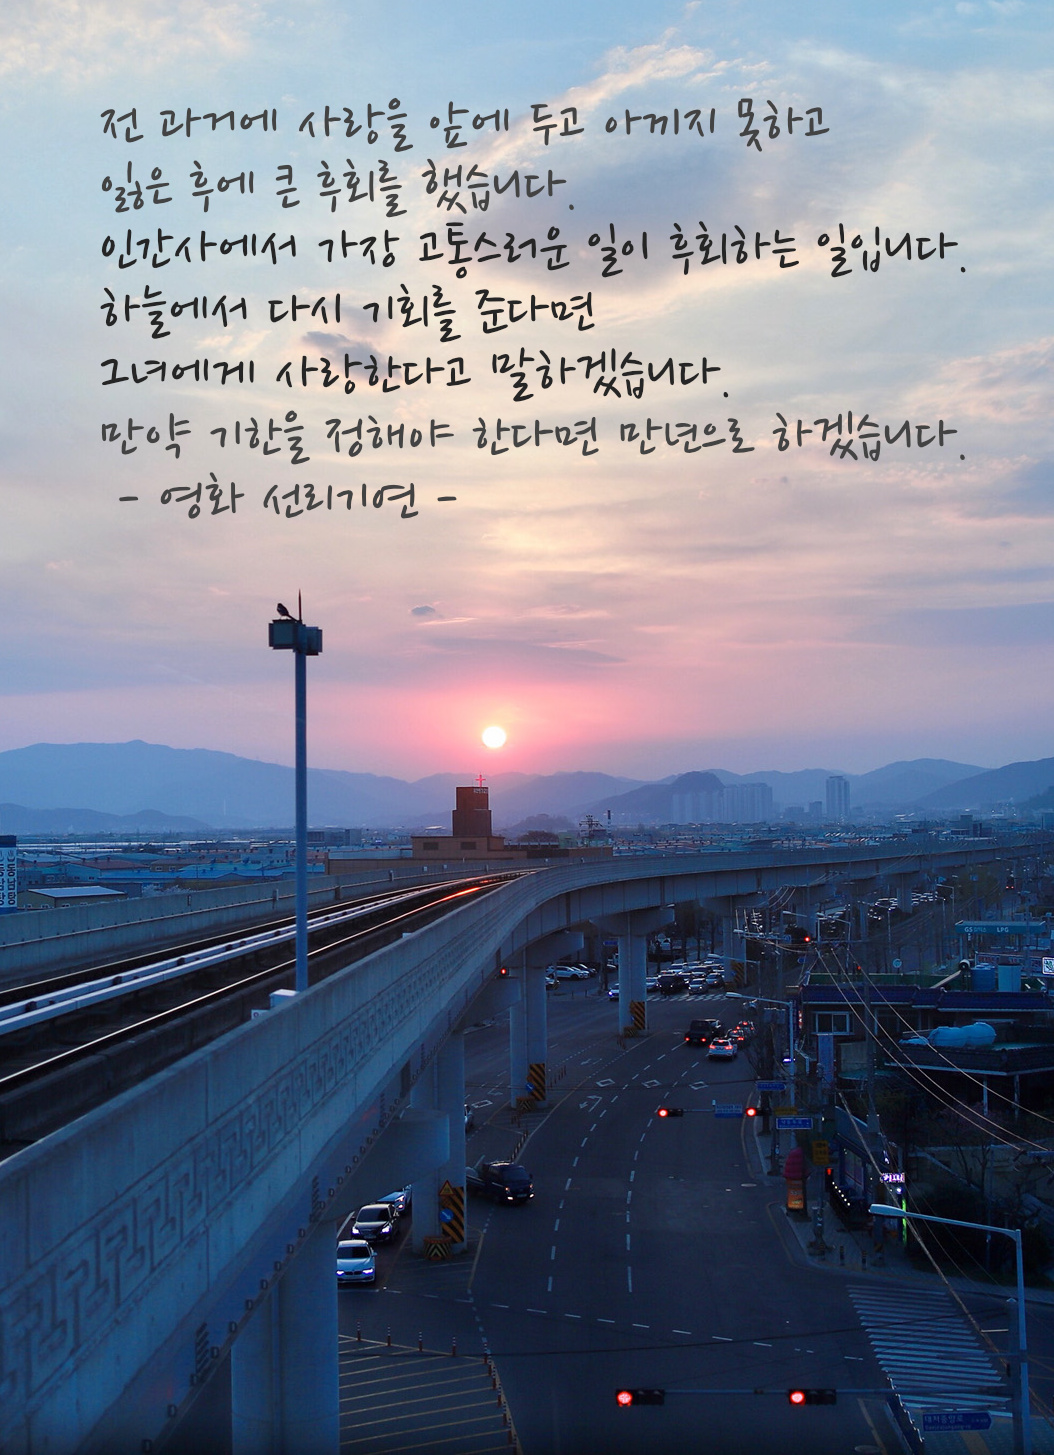 전 과거에 사랑을 앞에 두고 아끼지 못하고
잃은 후에 큰 후회를 했습니다.
인간사에서 가장 고통스러운 일이 후회하는 일입니다.
하늘에서 다시 기회를 준다면
그녀에게 사랑한다고 말하겠습니다.
만약 기한을 정해야 한다면 만년으로 하겠습니다.
- 영화 선리기연 -
GS LPG
커피